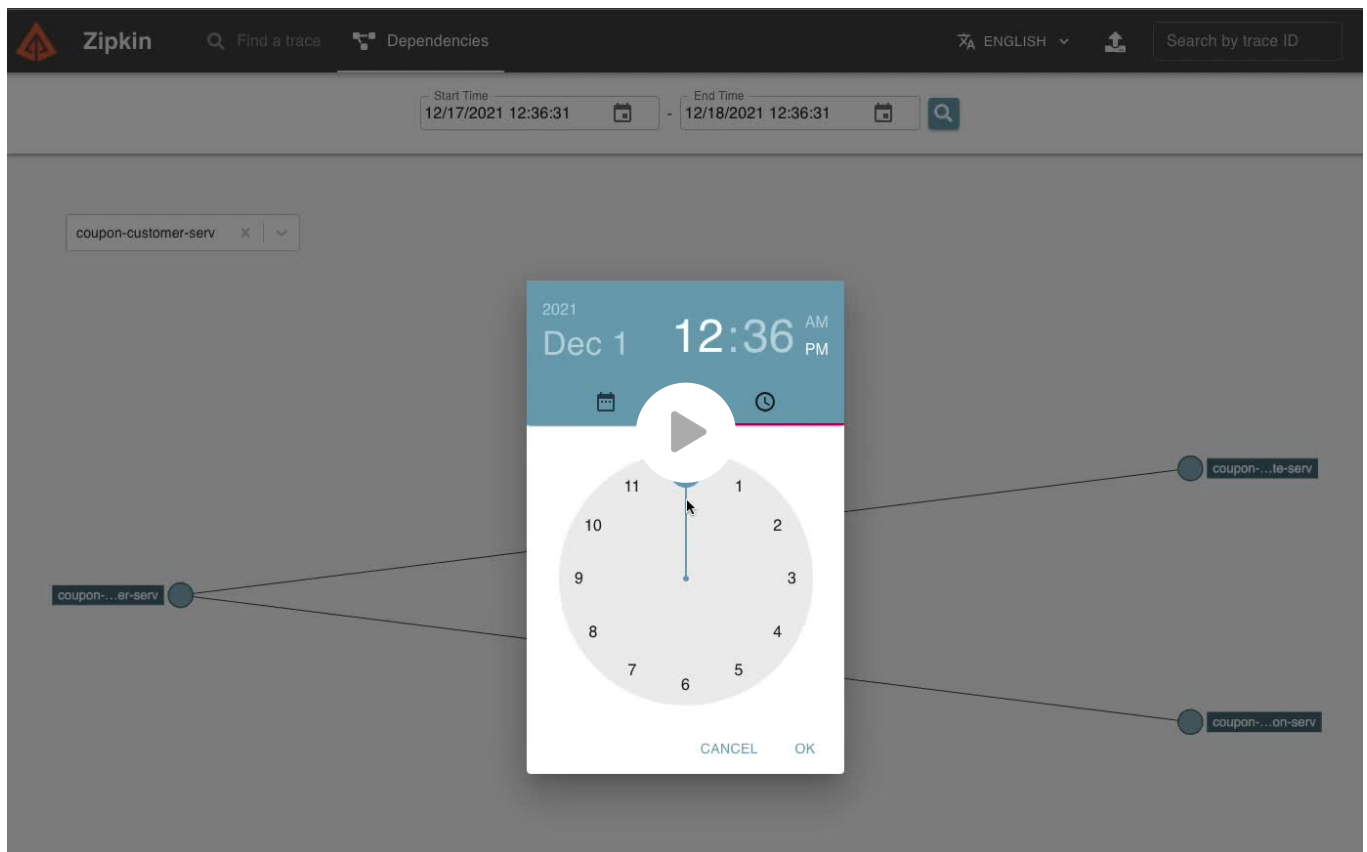 Zipkin
Find a trace
Dependencies
ENGLISH
Search by trace ID
Start Time
12/17/2021 12:36:31
-
End Time
12/18/2021 12:36:31
coupon-customer-serv
2021
Dec 1
12:36
AM
PM
11
1
10
2
9
3
8
4
7
5
6
CANCEL
OK
coupon-...te-serv
coupon-...er-serv
coupon-...on-serv